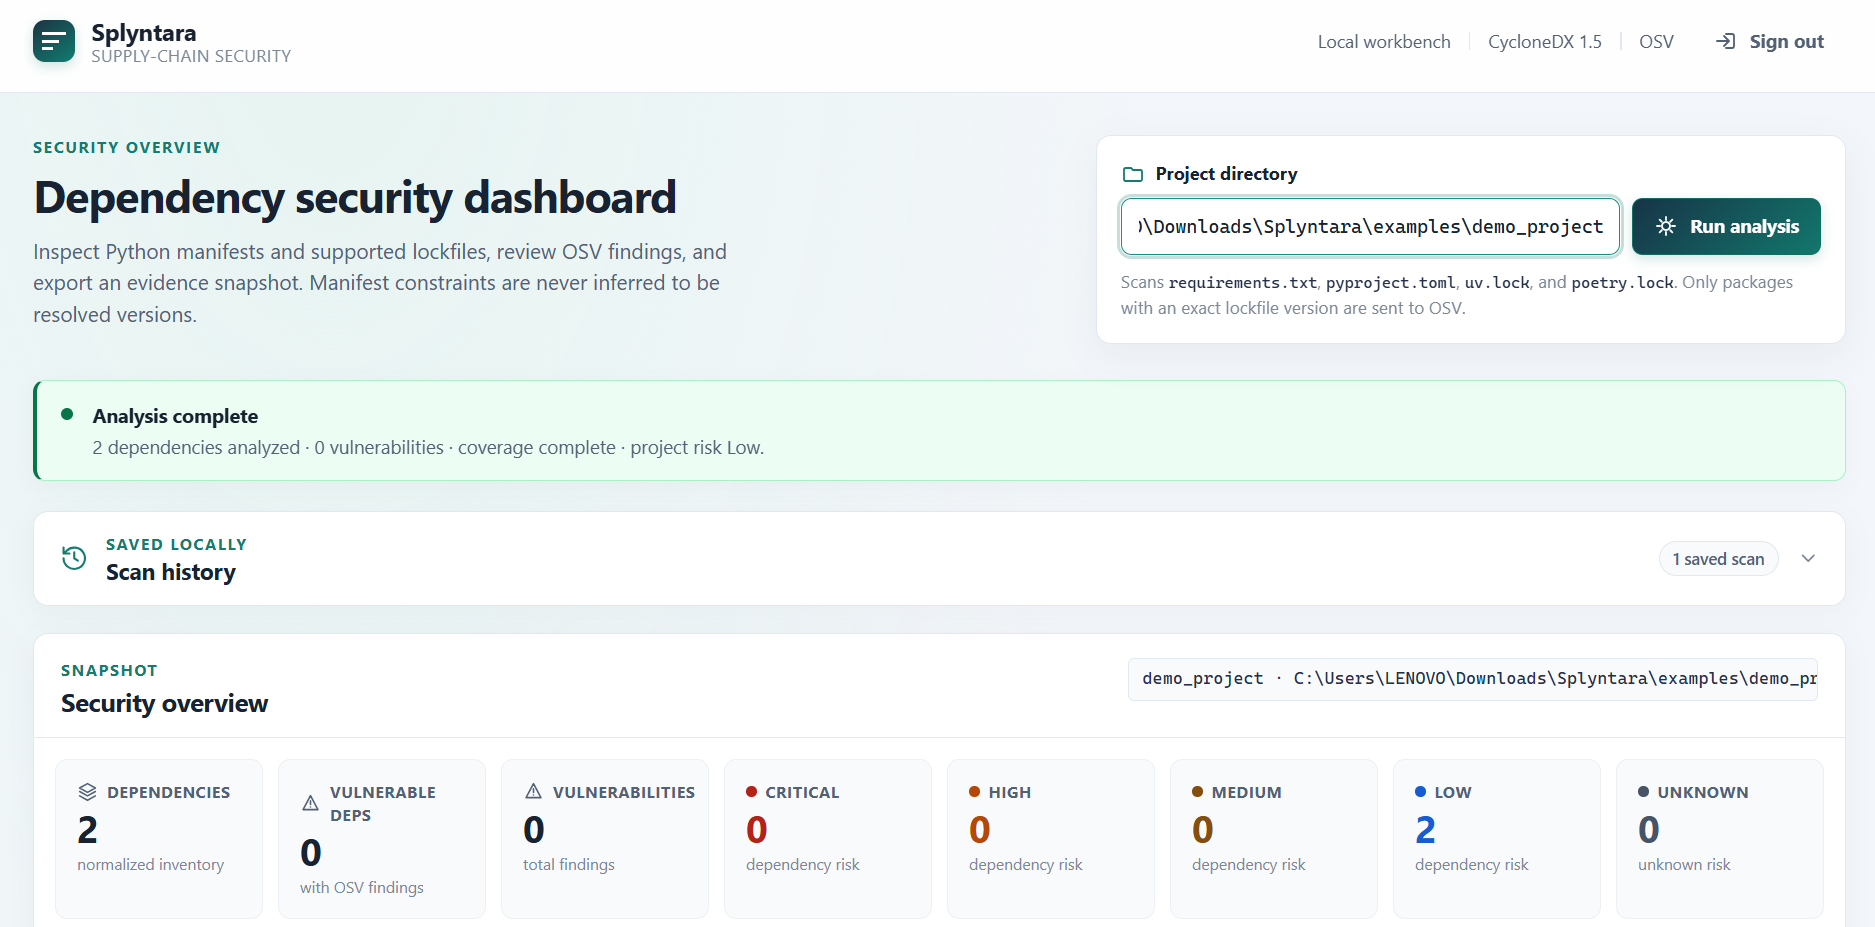 Splyntara
SUPPLY-CHAIN SECURITY
Local workbench
CycloneDX 1.5
OSV
Sign out
SECURITY OVERVIEW
Dependency security dashboard
Inspect Python manifests and supported lockfiles, review OSV findings, and
export an evidence snapshot. Manifest constraints are never inferred to be
resolved versions.
Project directory
\Downloads\Splyntara\examples\demo_project
Run analysis
Scans requirements.txt, pyproject.toml, uv.lock, and poetry.lock. Only packages
with an exact lockfile version are sent to OSV.
Analysis complete
2 dependencies analyzed · 0 vulnerabilities · coverage complete · project risk Low.
SAVED LOCALLY
Scan history
1 saved scan
SNAPSHOT
Security overview
demo_project · C:\Users\LENOVO\Downloads\Splyntara\examples\demo_pr
DEPENDENCIES
2
normalized inventory
VULNERABLE
DEPS
0
with OSV findings
VULNERABILITIES
0
total findings
CRITICAL
0
dependency risk
HIGH
0
dependency risk
MEDIUM
0
dependency risk
LOW
2
dependency risk
UNKNOWN
0
unknown risk